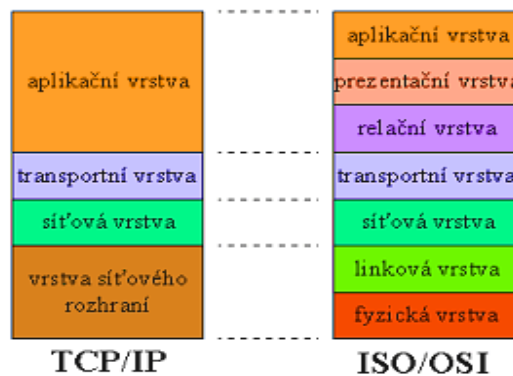 aplikační vrstva
transportní vrstva
síťová vrstva
vrstva síťového
rozhraní
TCP/IP
aplikační vrstva
prezentační vrstva
relační vrstva
transportní vrstva
síťová vrstva
linková vrstva
fyzická vrstva
ISO/OSI